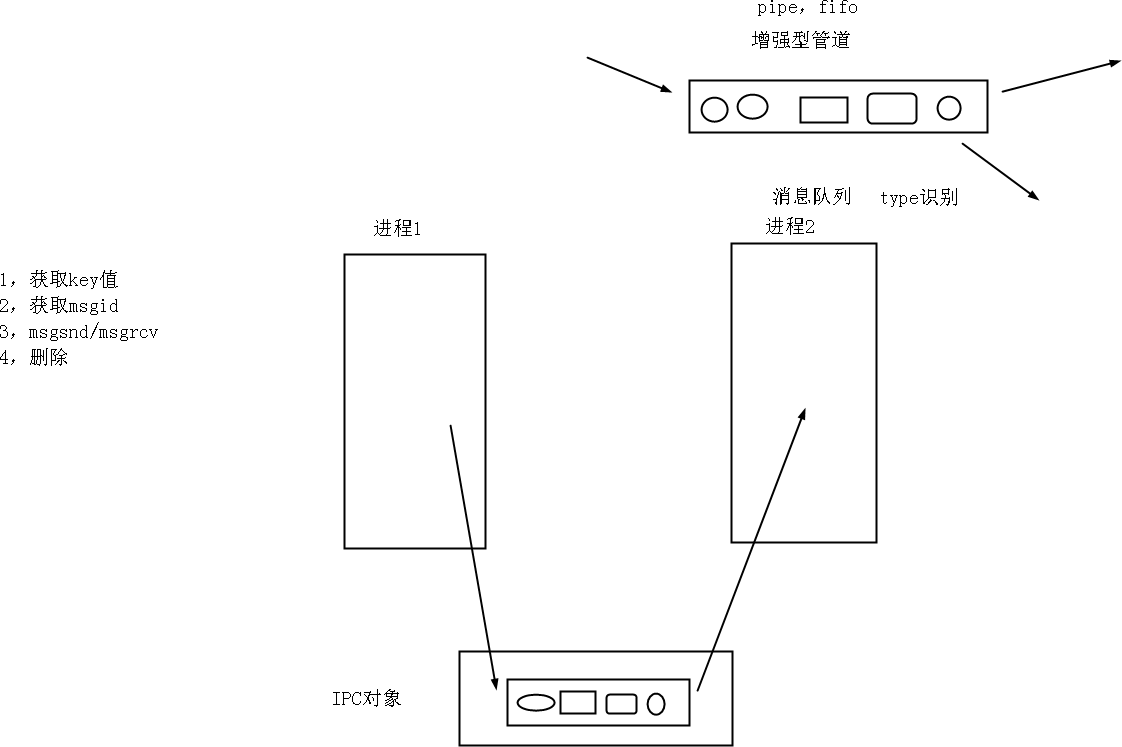 pipe, fifo
增强型管道
消息队列 type识别
进程1
进程2
1, 获取key值
2, 获取msgid
3, msgsnd/msgrcv
4, 删除
IPC对象